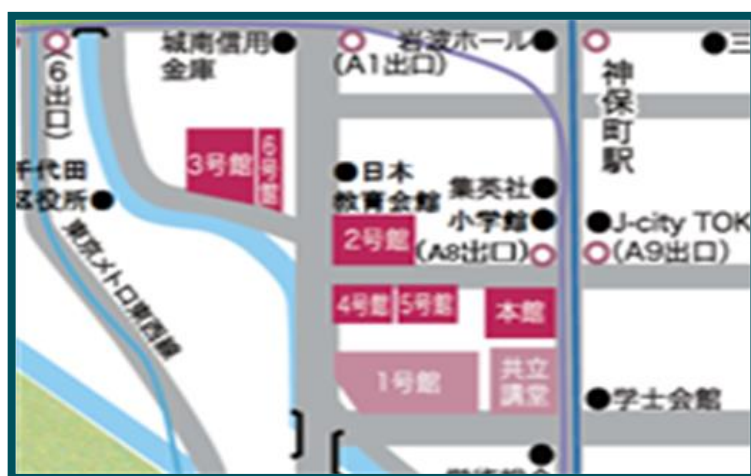 城南信用
金庫
岩波ホール
(A1出口)
三
(6出口)
神保町駅
3号館
6号館
千代田
区役所
日本
教育会館
集英社
小学館
(A8出口)
2号館
J-city TOK
(A9出口)
東京メトロ東西線
4号館
5号館
本館
1号館
共立
講堂
学士会館